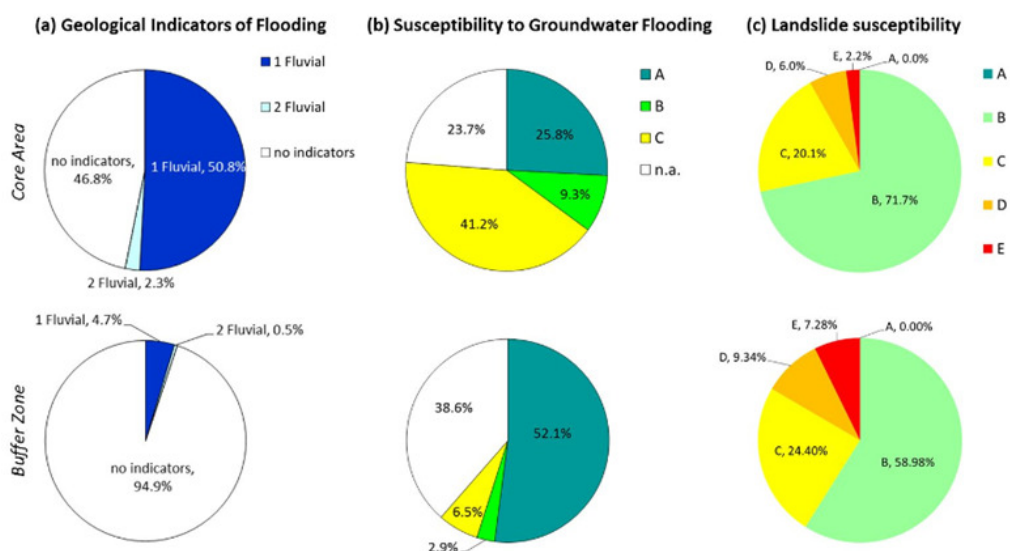 (a) Geological Indicators of Flooding
(b) Susceptibility to Groundwater Flooding
(c) Landslide susceptibility
Core Area
1 Fluvial
2 Fluvial
no indicators
no indicators,
46.8%
1 Fluvial, 50.8%
2 Fluvial, 2.3%
A
B
C
n.a.
23.7%
25.8%
9.3%
41.2%
E, 2.2%
A, 0.0%
D, 6.0%
C, 20.1%
B, 71.7%
A
B
C
D
E
Buffer Zone
1 Fluvial, 4.7%
2 Fluvial, 0.5%
no indicators,
94.9%
38.6%
52.1%
6.5%
2.9%
E, 7.28%
A, 0.00%
D, 9.34%
C, 24.40%
B, 58.98%